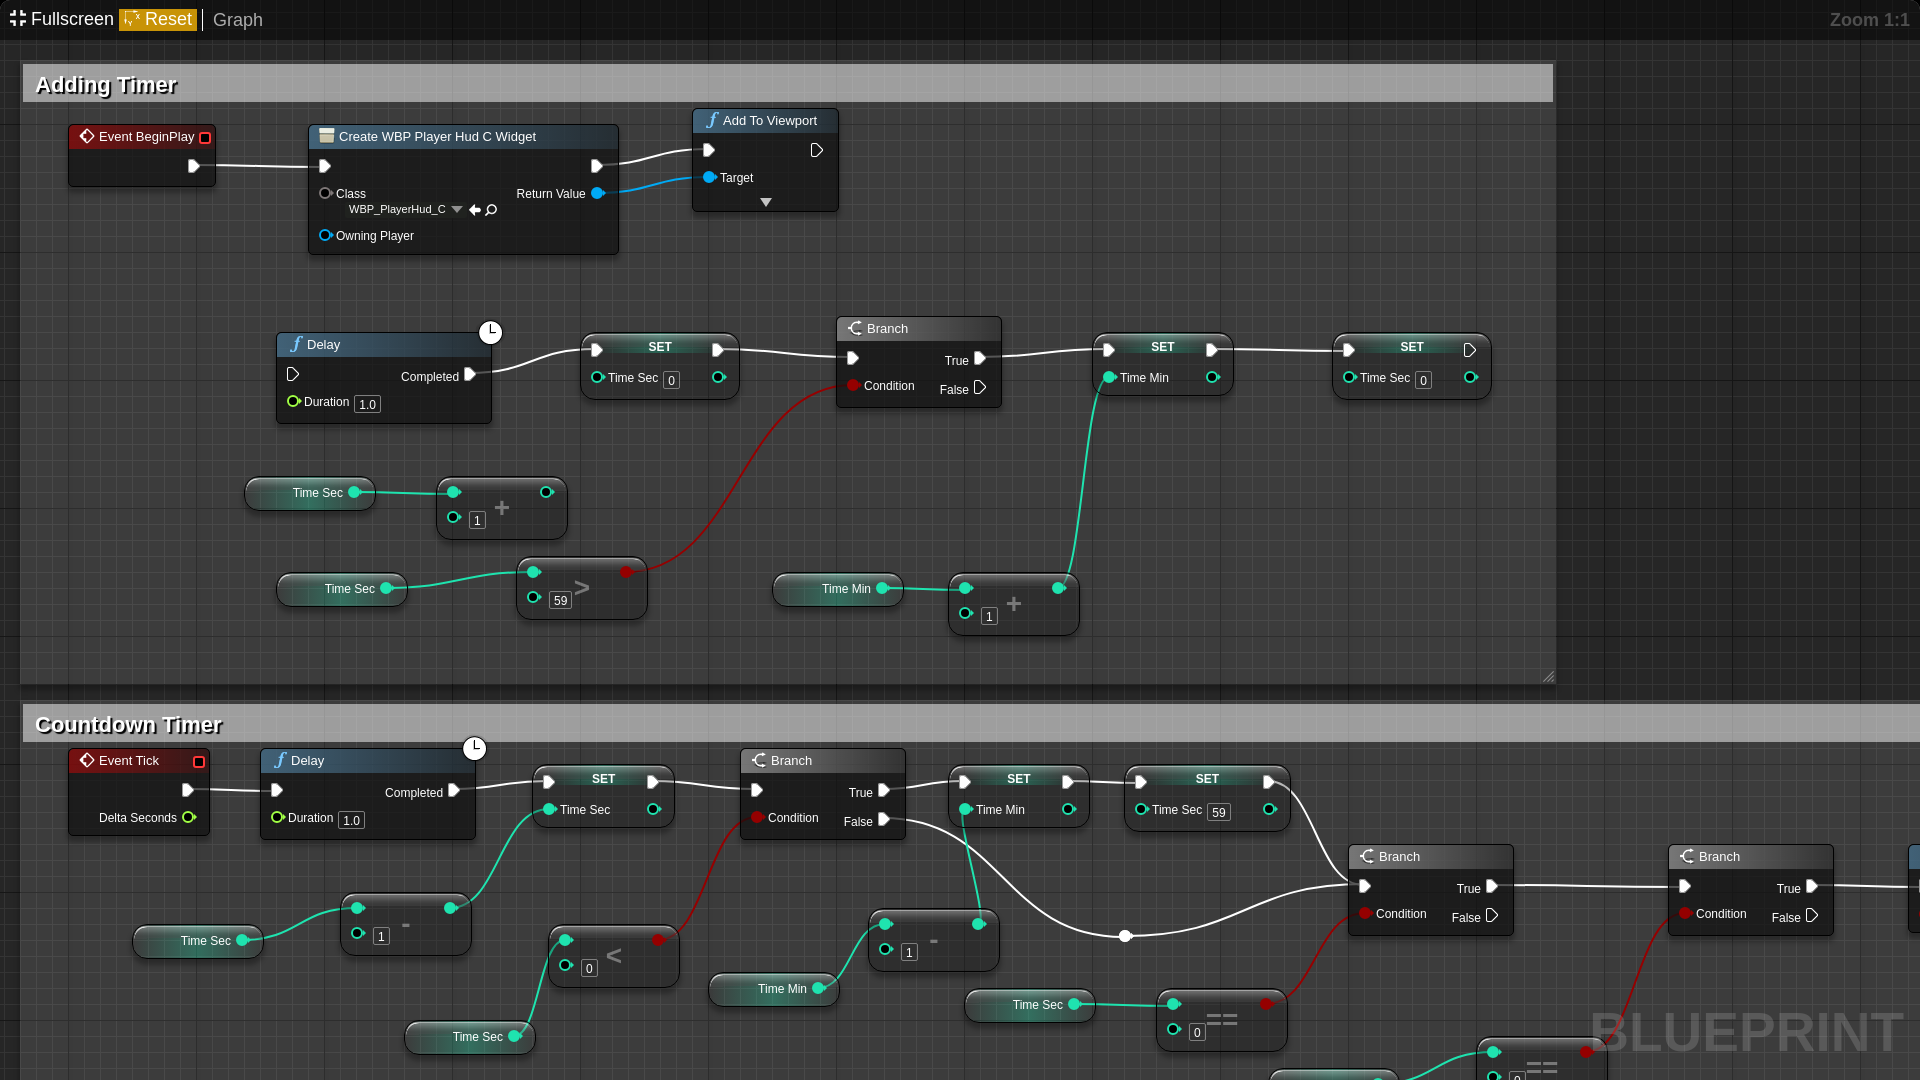 Fullscreen Reset Graph Zoom 1:1
Adding Timer
Event BeginPlay
Create WBP Player Hud C Widget
Class
WBP_PlayerHud_C
Return Value
Owning Player
f Add To Viewport
Target
f Delay
Completed
Duration 1.0
SET
Time Sec 0
Branch
True
Condition
False
SET
Time Min
SET
Time Sec 0
Time Sec
1 +
Time Sec
59 >
Time Min
1 +
Countdown Timer
Event Tick
Delta Seconds
f Delay
Completed
Duration 1.0
SET
Time Sec
Branch
True
Condition
False
SET
Time Min
SET
Time Sec 59
Branch
True
Condition
False
Branch
True
Condition
False
Time Sec
1 -
0 <
Time Sec
Time Min
1 -
Time Sec
0 ==
0 ==
BLUEPRINT